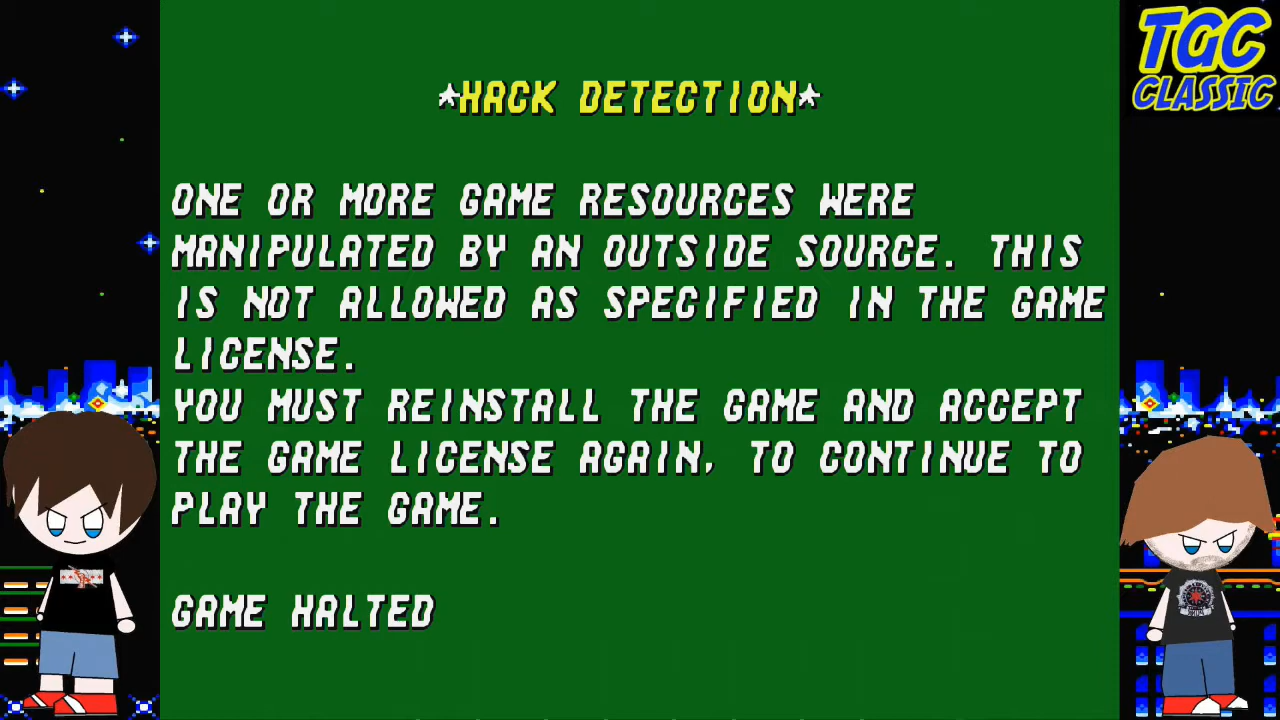 TGC
CLASSIC
*HACK DETECTION*
ONE OR MORE GAME RESOURCES WERE
MANIPULATED BY AN OUTSIDE SOURCE. THIS
IS NOT ALLOWED AS SPECIFIED IN THE GAME
LICENSE.
YOU MUST REINSTALL THE GAME AND ACCEPT
THE GAME LICENSE AGAIN, TO CONTINUE TO
PLAY THE GAME.
GAME HALTED